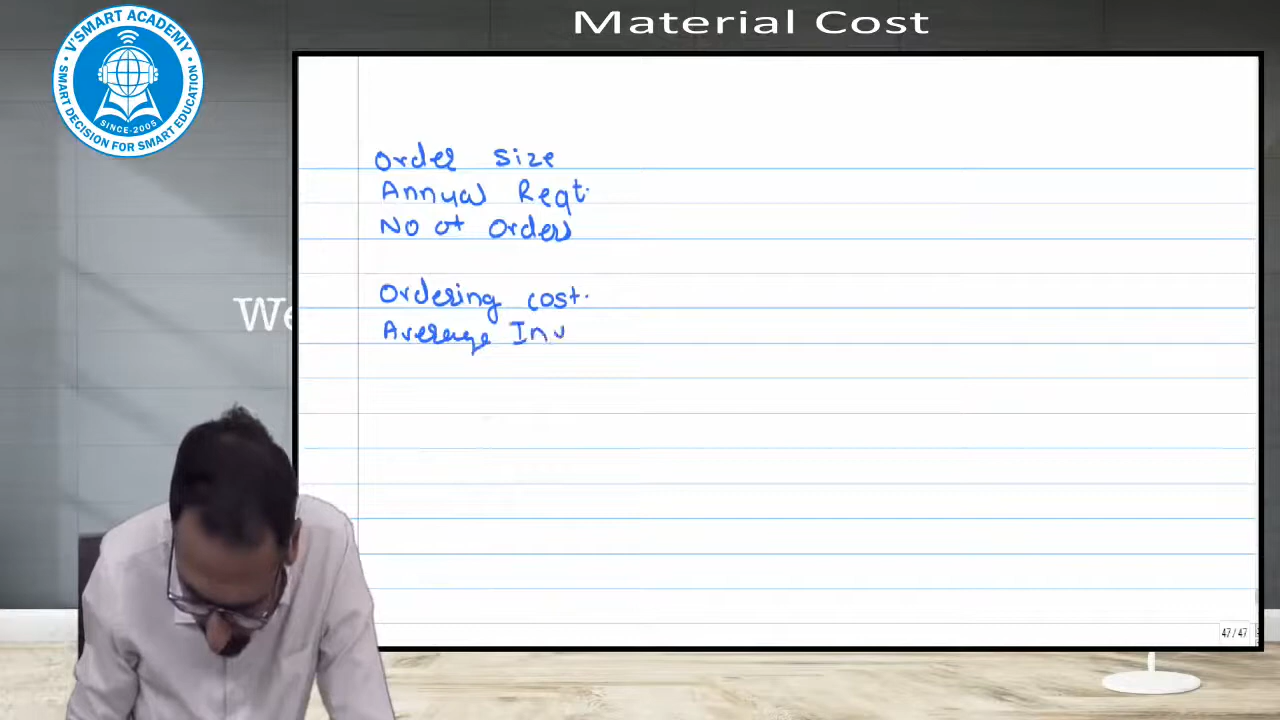 Material Cost
V'SMART ACADEMY
SINCE-2005
SMART DECISION FOR SMART EDUCATION
Order size
Annual Reqt.
No of Orders
We
Ordering cost.
Average Inv
47/47